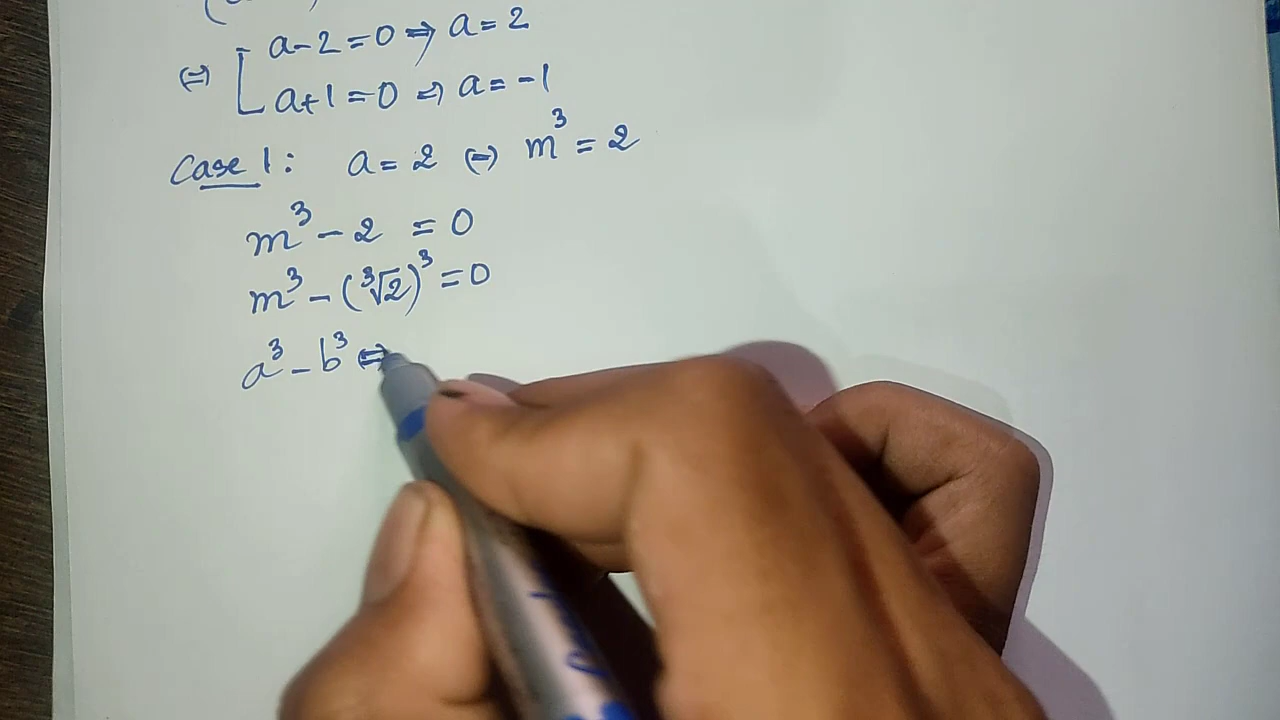 ⇔ [ a-2=0 ⇒ a=2
a+1=0 ⇒ a=-1
Case 1: a=2 ⇔ m³=2
m³-2=0
m³-(∛2)³=0
a³-b³ ⇔